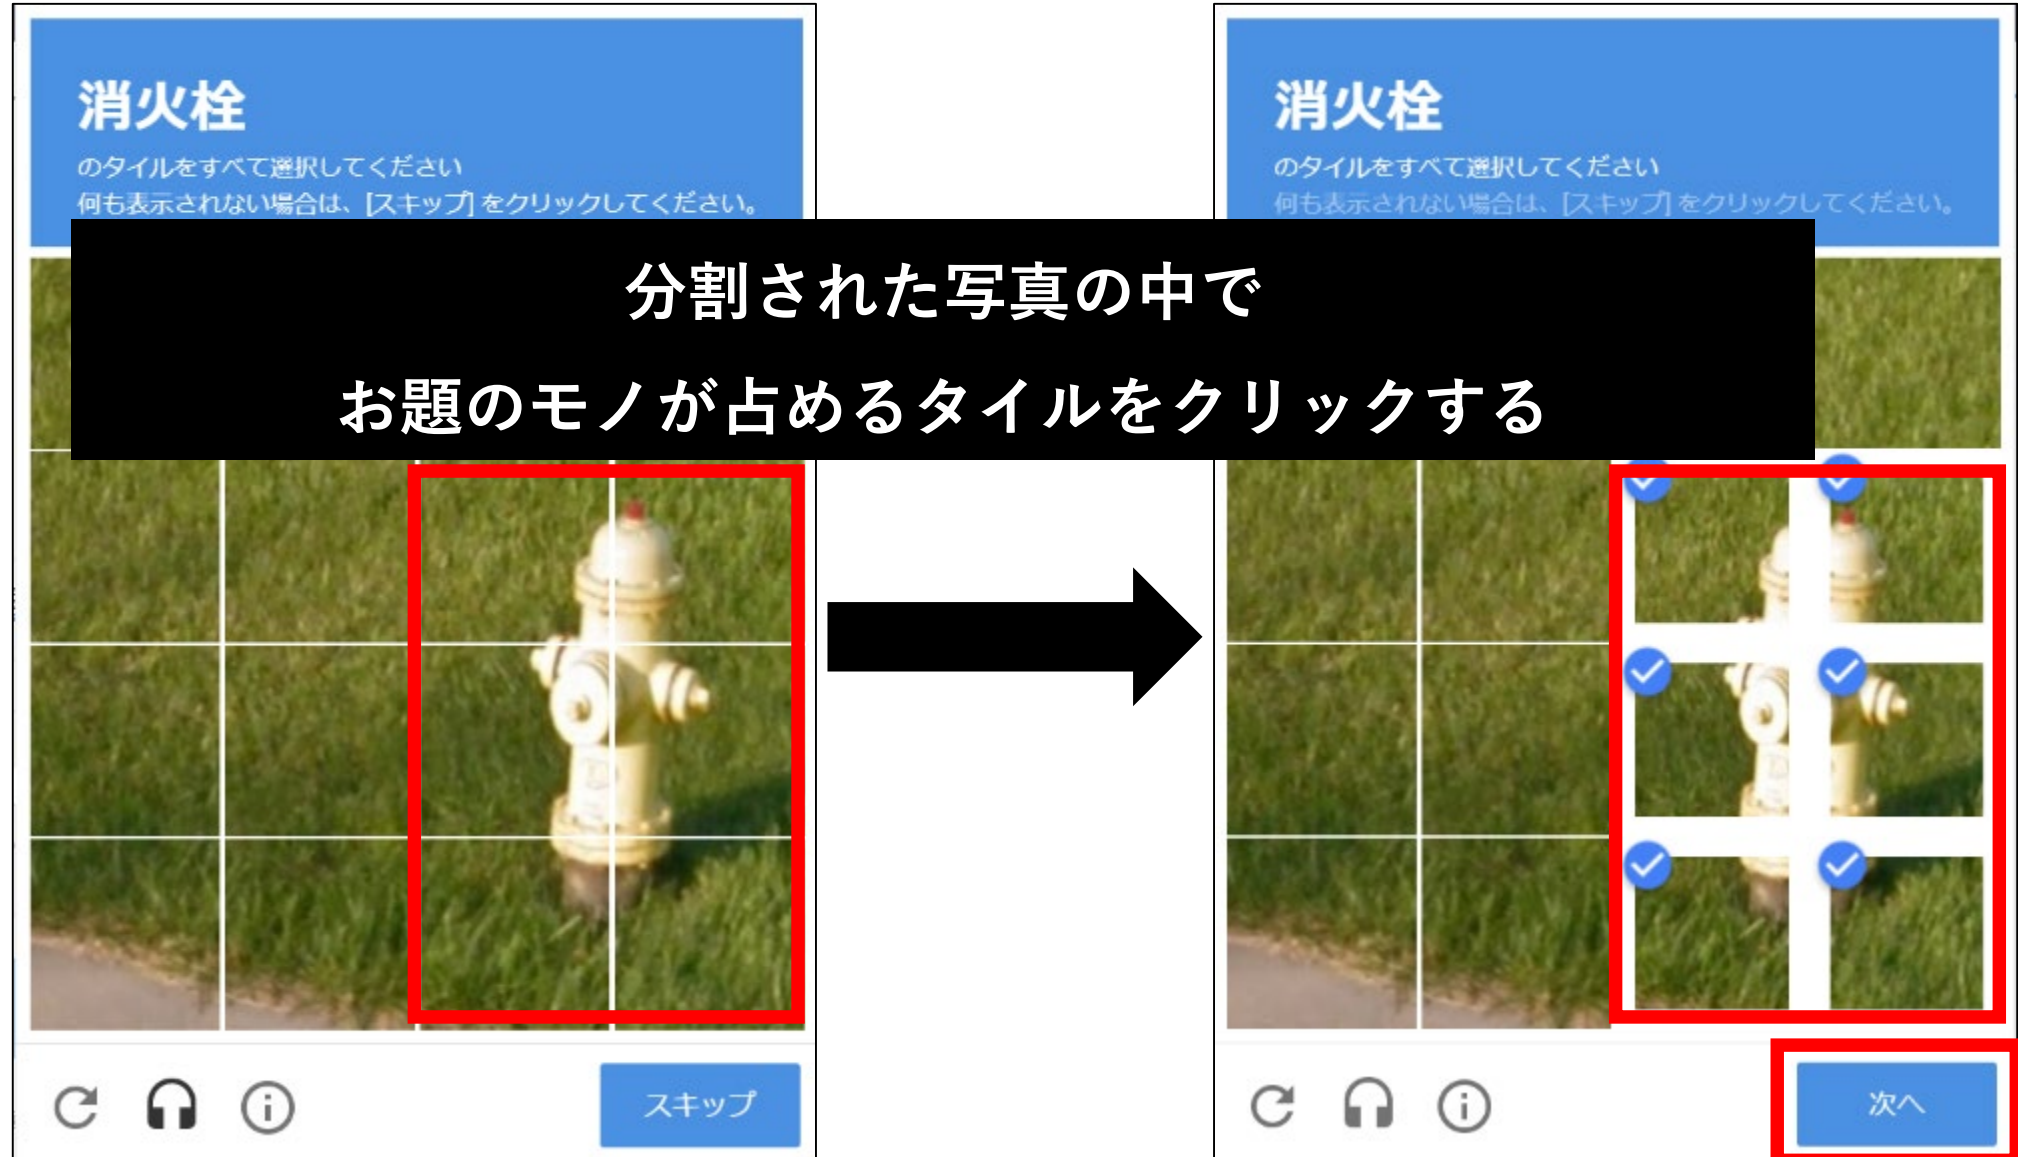 消火栓
のタイルをすべて選択してください
何も表示されない場合は、[スキップ] をクリックしてください。
消火栓
のタイルをすべて選択してください
何も表示されない場合は、[スキップ] をクリックしてください。
分割された写真の中で
お題のモノが占めるタイルをクリックする
スキップ
次へ